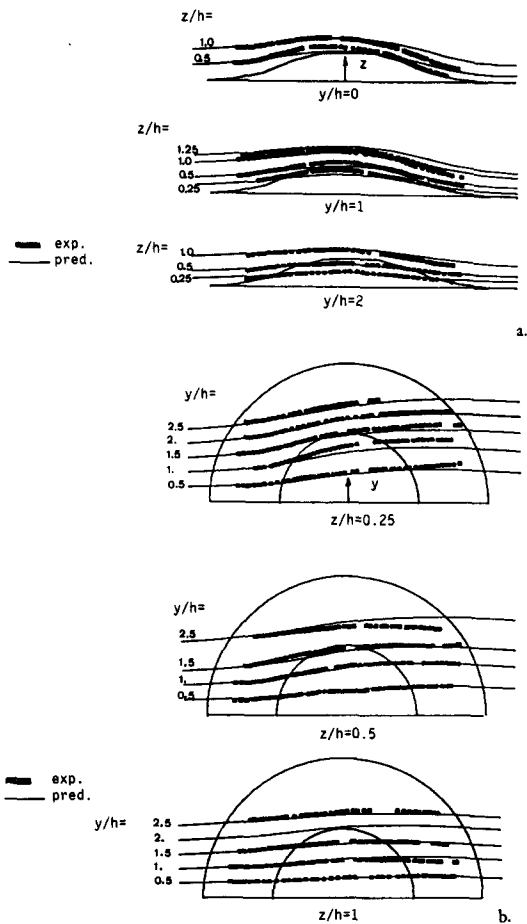 z/h=
1.0
0.5
z
y/h=0
z/h=
1.25
1.0
0.5
0.25
y/h=1
exp.
pred.
z/h=
1.0
0.5
0.25
y/h=2
a.
y/h=
2.5
2.
1.5
1.
0.5
y
z/h=0.25
y/h=
2.5
1.5
1.
0.5
z/h=0.5
exp.
pred.
y/h=
2.5
2.
1.5
1.
0.5
z/h=1
b.